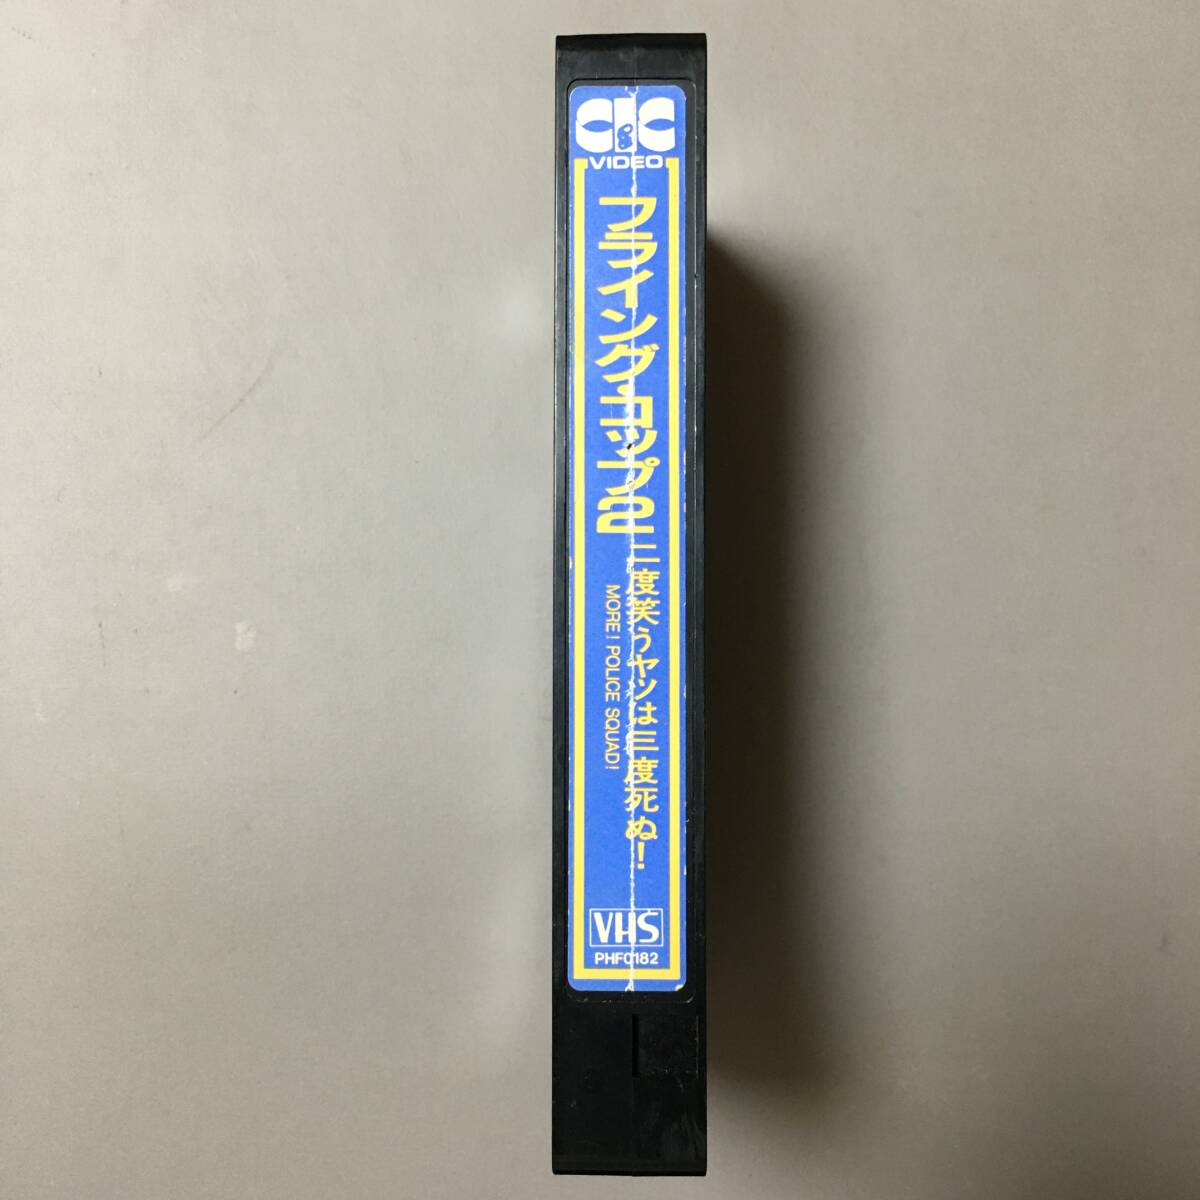 CIC
VIDEO
フライング・コップ2
二度笑うヤツは三度死ぬ!
MORE! POLICE SQUAD!
VHS
PHF0182